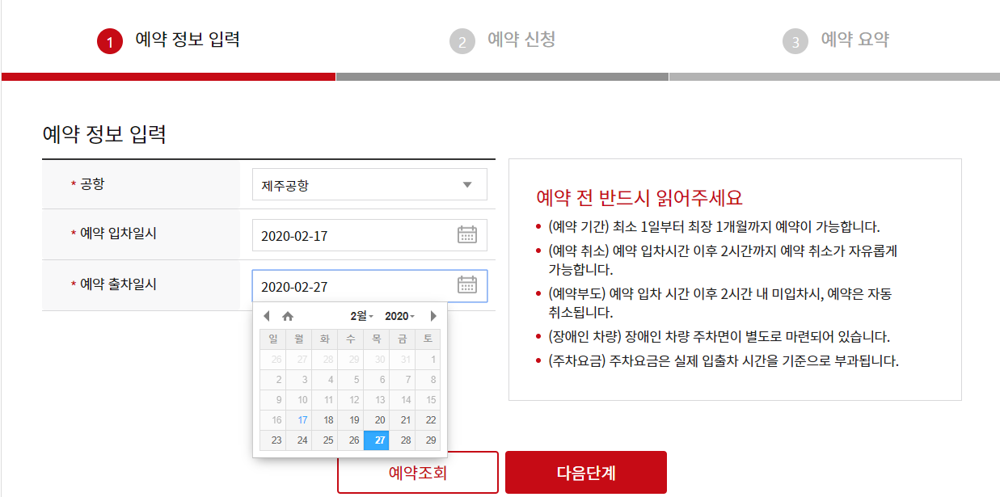 1 예약 정보 입력
2 예약 신청
3 예약 요약
예약 정보 입력
* 공항
제주공항
* 예약 입차일시
2020-02-17
* 예약 출차일시
2020-02-27
2월 2020
일 월 화 수 목 금 토
26 27 28 29 30 31 1
2 3 4 5 6 7 8
9 10 11 12 13 14 15
16 17 18 19 20 21 22
23 24 25 26 27 28 29
예약 전 반드시 읽어주세요
• (예약 기간) 최소 1일부터 최장 1개월까지 예약이 가능합니다.
• (예약 취소) 예약 입차시간 이후 2시간까지 예약 취소가 자유롭게
가능합니다.
• (예약부도) 예약 입차 시간 이후 2시간 내 미입차시, 예약은 자동
취소됩니다.
• (장애인 차량) 장애인 차량 주차면이 별도로 마련되어 있습니다.
• (주차요금) 주차요금은 실제 입출차 시간을 기준으로 부과됩니다.
예약조회
다음단계